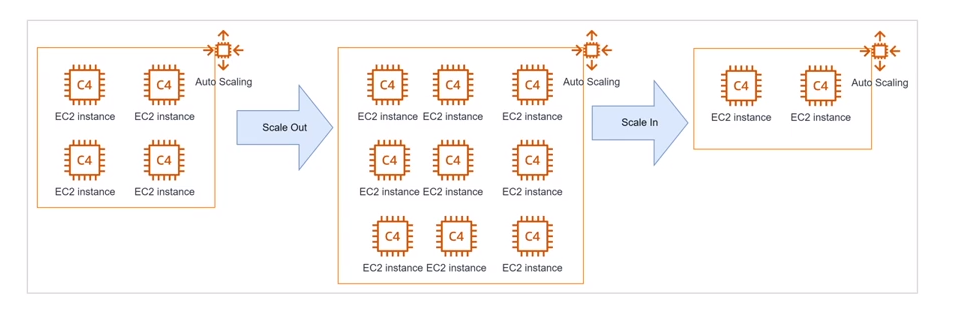 C4 C4 Auto Scaling
EC2 instance EC2 instance
C4 C4
EC2 instance EC2 instance
Scale Out
C4 C4 C4 Auto Scaling
EC2 instance EC2 instance EC2 instance
C4 C4 C4
EC2 instance EC2 instance EC2 instance
C4 C4 C4
EC2 instance EC2 instance EC2 instance
Scale In
C4 C4 Auto Scaling
EC2 instance EC2 instance